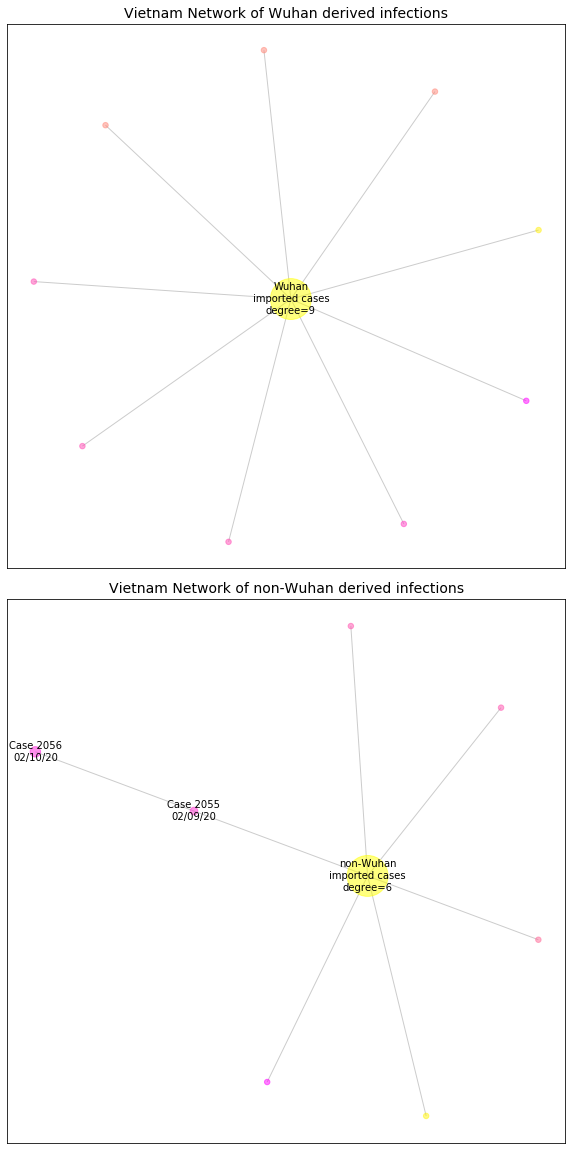 Vietnam Network of Wuhan derived infections
Wuhan
imported cases
degree=9
Vietnam Network of non-Wuhan derived infections
Case 2056
02/10/20
Case 2055
02/09/20
non-Wuhan
imported cases
degree=6